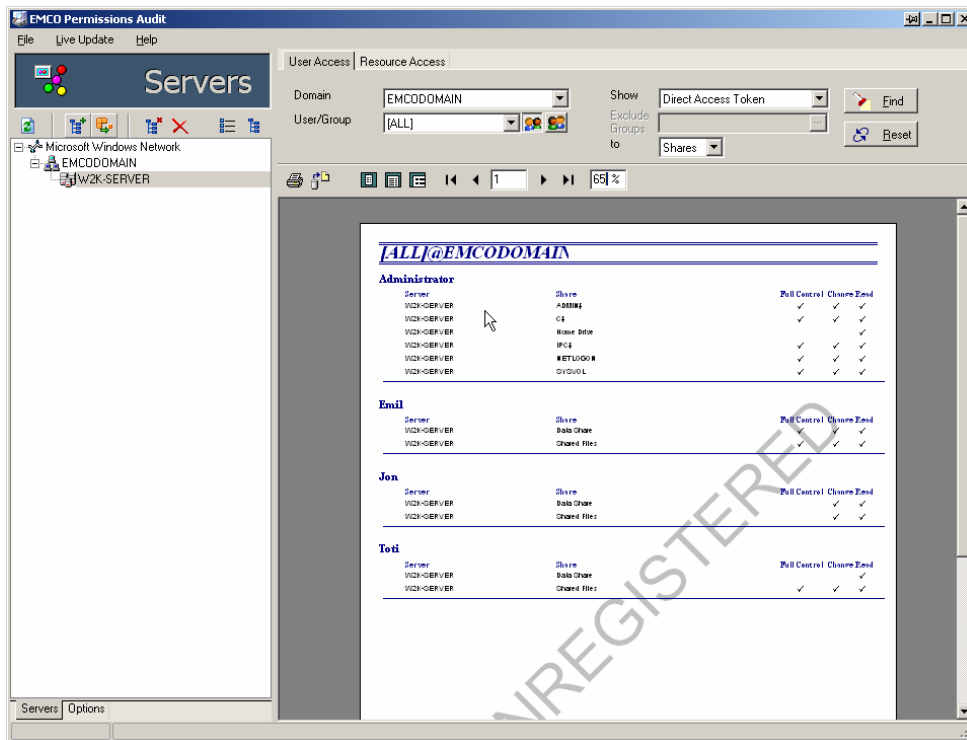 EMCO Permissions Audit
File Live Update Help
Servers
Microsoft Windows Network
EMCODOMAIN
W2K-SERVER
Servers Options
User Access Resource Access
Domain EMCODOMAIN Show Direct Access Token Find
User/Group [ALL] Exclude Groups ... Reset
to Shares
1 65 %
[ALL]@EMCODOMAIN
Administrator
Server Share Full Control Change Read
W2K-SERVER ADMIN$ ✓ ✓ ✓
W2K-SERVER C$ ✓ ✓ ✓
W2K-SERVER Home Drive ✓
W2K-SERVER IPC$ ✓ ✓ ✓
W2K-SERVER NETLOGON ✓ ✓ ✓
W2K-SERVER SYSVOL ✓ ✓ ✓
Emil
Server Share Full Control Change Read
W2K-SERVER Data Share ✓ ✓ ✓
W2K-SERVER Shared Files ✓ ✓ ✓
Jon
Server Share Full Control Change Read
W2K-SERVER Data Share ✓ ✓
W2K-SERVER Shared Files ✓ ✓
Toti
Server Share Full Control Change Read
W2K-SERVER Data Share ✓
W2K-SERVER Shared Files ✓ ✓ ✓
NREGISTERED